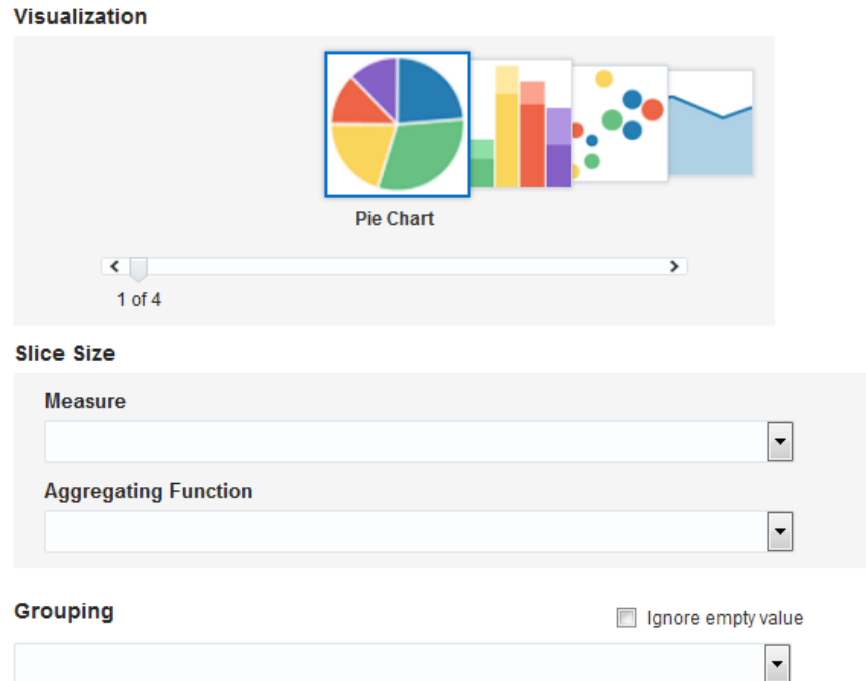 Visualization
Pie Chart
1 of 4
Slice Size
Measure
Aggregating Function
Grouping
Ignore empty value